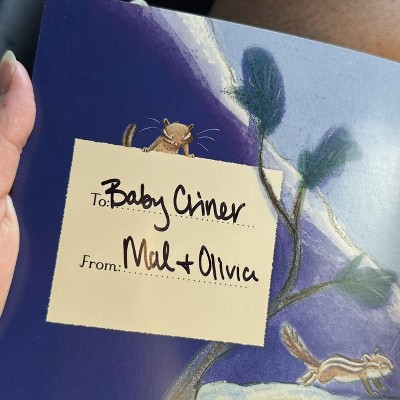 To: Baby Criner
From: Mal + Olivia